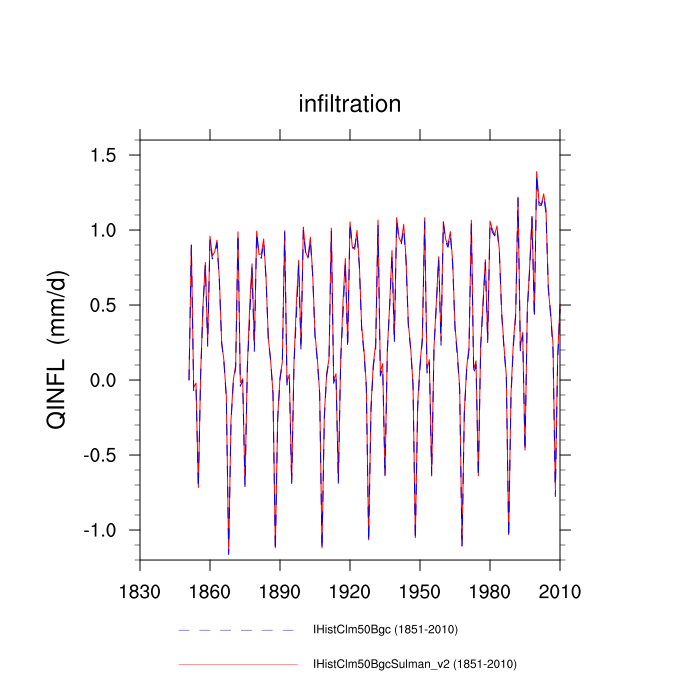 infiltration
QINFL (mm/d)
1.5
1.0
0.5
0.0
-0.5
-1.0
1830 1860 1890 1920 1950 1980 2010
IHistClm50Bgc (1851-2010)
IHistClm50BgcSulman_v2 (1851-2010)